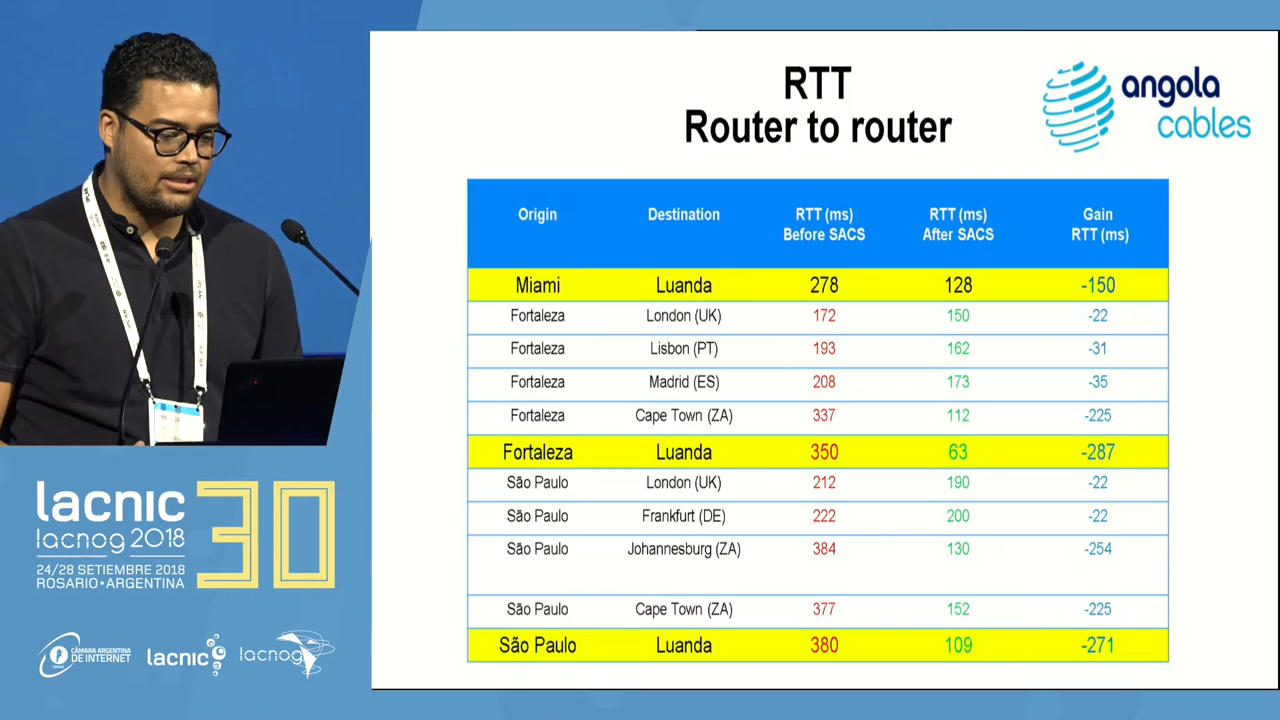 RTT
Router to router
angola
cables
Origin Destination RTT (ms) Before SACS RTT (ms) After SACS Gain RTT (ms)
Miami Luanda 278 128 -150
Fortaleza London (UK) 172 150 -22
Fortaleza Lisbon (PT) 193 162 -31
Fortaleza Madrid (ES) 208 173 -35
Fortaleza Cape Town (ZA) 337 112 -225
Fortaleza Luanda 350 63 -287
São Paulo London (UK) 212 190 -22
São Paulo Frankfurt (DE) 222 200 -22
São Paulo Johannesburg (ZA) 384 130 -254
São Paulo Cape Town (ZA) 377 152 -225
São Paulo Luanda 380 109 -271
lacnic 30
lacnog 2018
24/28 SETIEMBRE 2018
ROSARIO•ARGENTINA
CÁMARA ARGENTINA
DE INTERNET
lacnic
lacnog